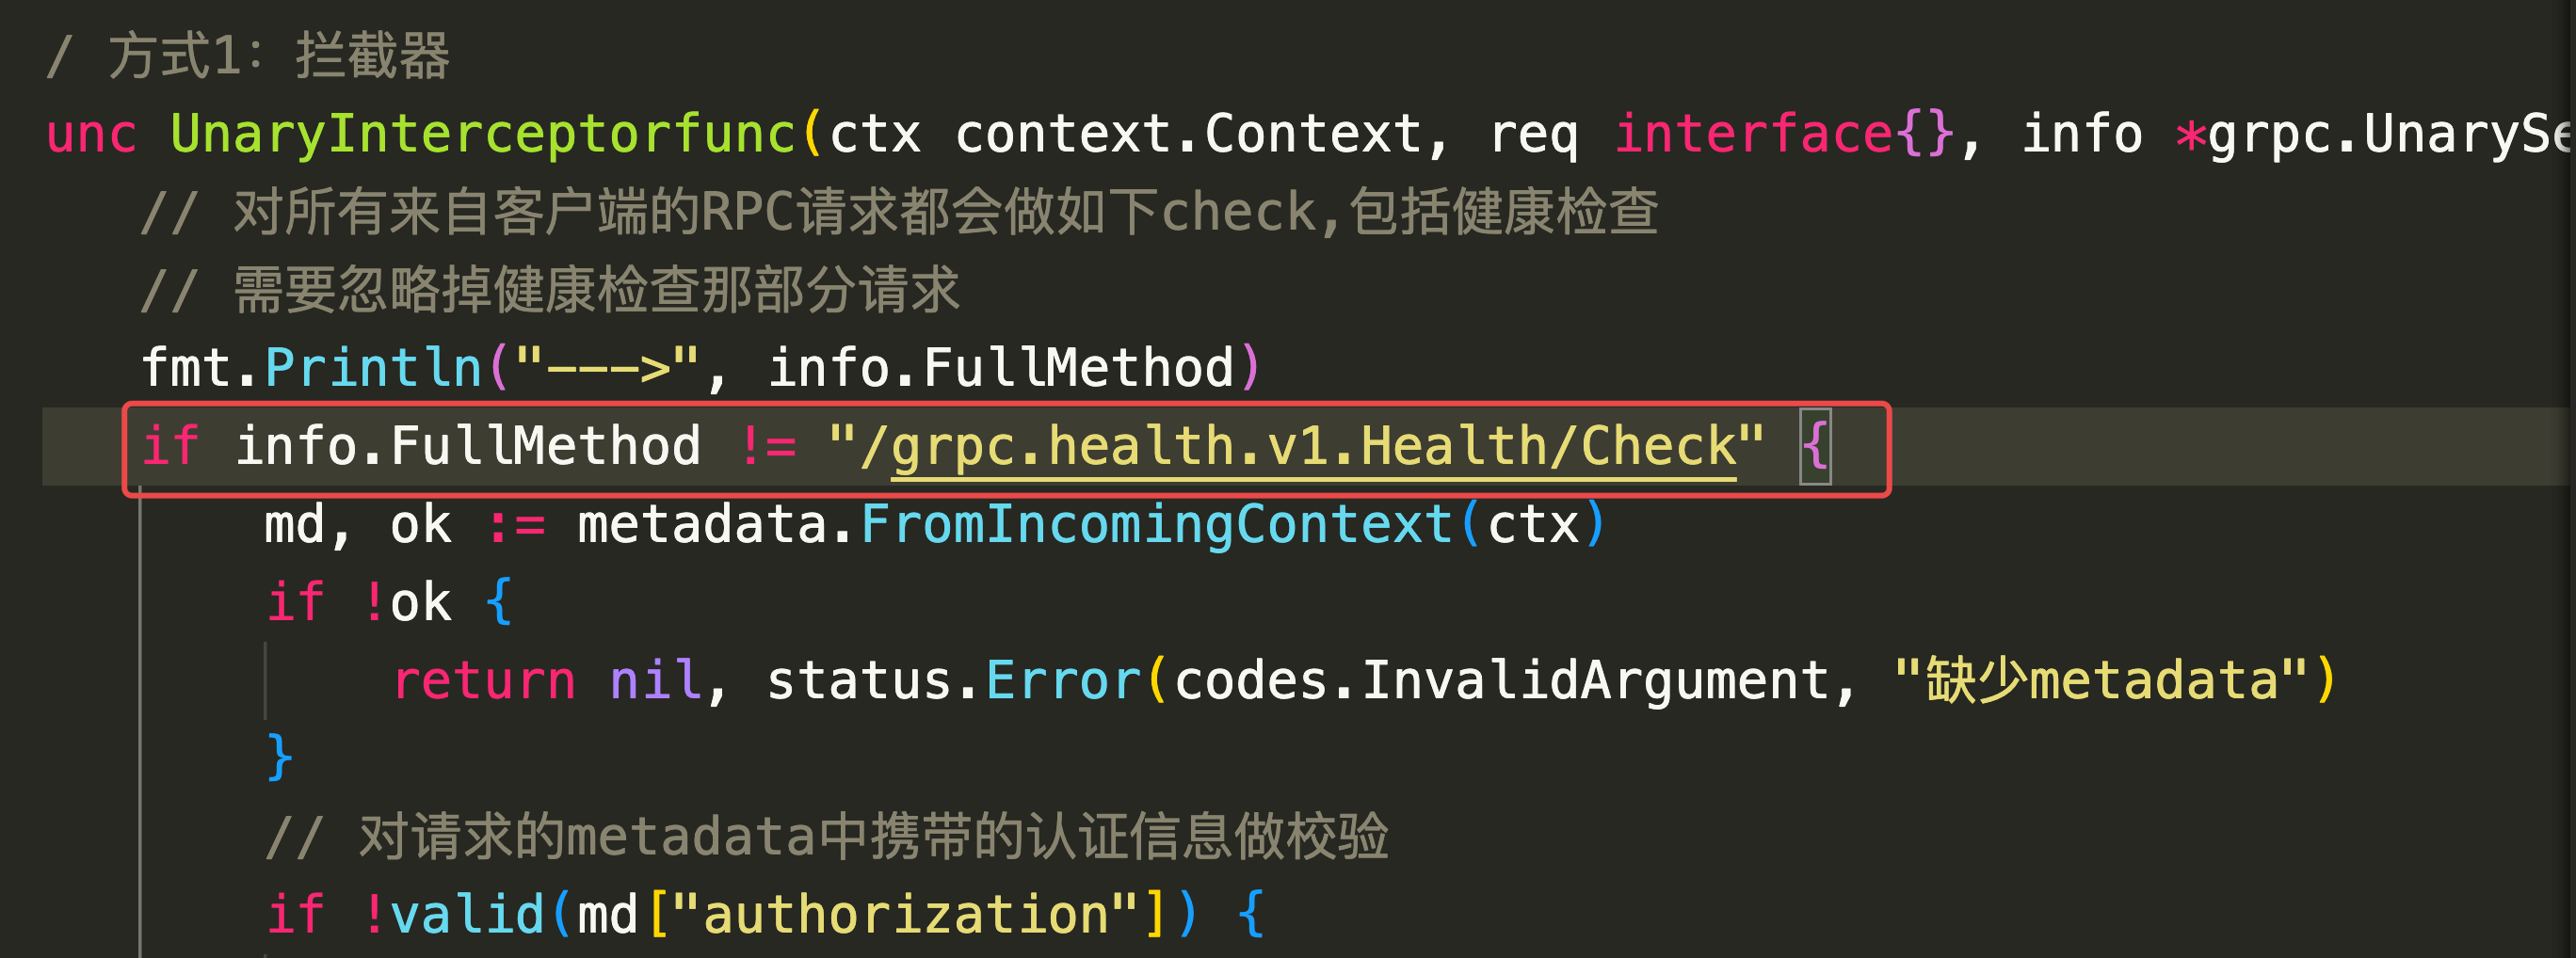 / 方式1: 拦截器
unc UnaryInterceptorfunc(ctx context.Context, req interface{}, info *grpc.UnarySe
// 对所有来自客户端的RPC请求都会做如下check,包括健康检查
// 需要忽略掉健康检查那部分请求
fmt.Println("--->", info.FullMethod)
if info.FullMethod != "/grpc.health.v1.Health/Check" {
md, ok := metadata.FromIncomingContext(ctx)
if !ok {
return nil, status.Error(codes.InvalidArgument, "缺少metadata")
}
// 对请求的metadata中携带的认证信息做校验
if !valid(md["authorization"]) {